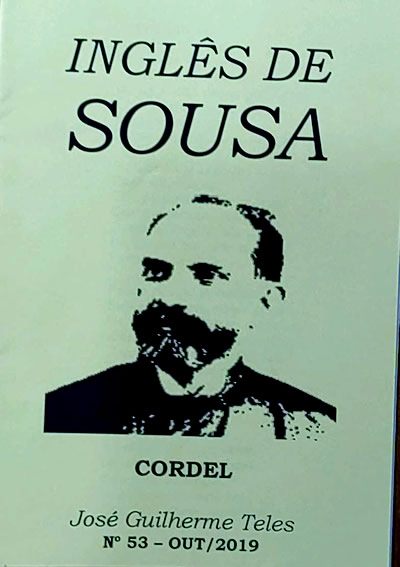 INGLÊS DE
SOUSA
CORDEL
José Guilherme Teles
Nº 53 – OUT/2019